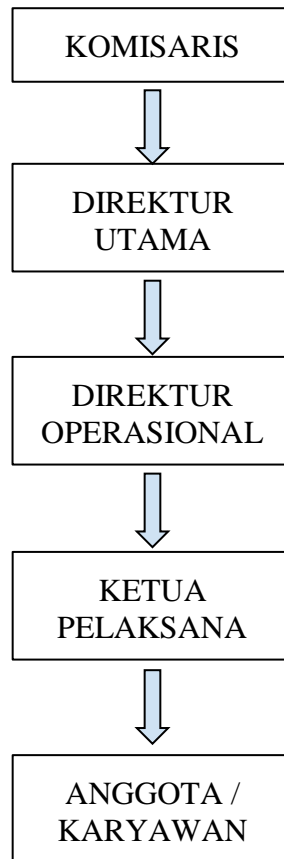 KOMISARIS
DIREKTUR
UTAMA
DIREKTUR
OPERASIONAL
KETUA
PELAKSANA
ANGGOTA /
KARYAWAN